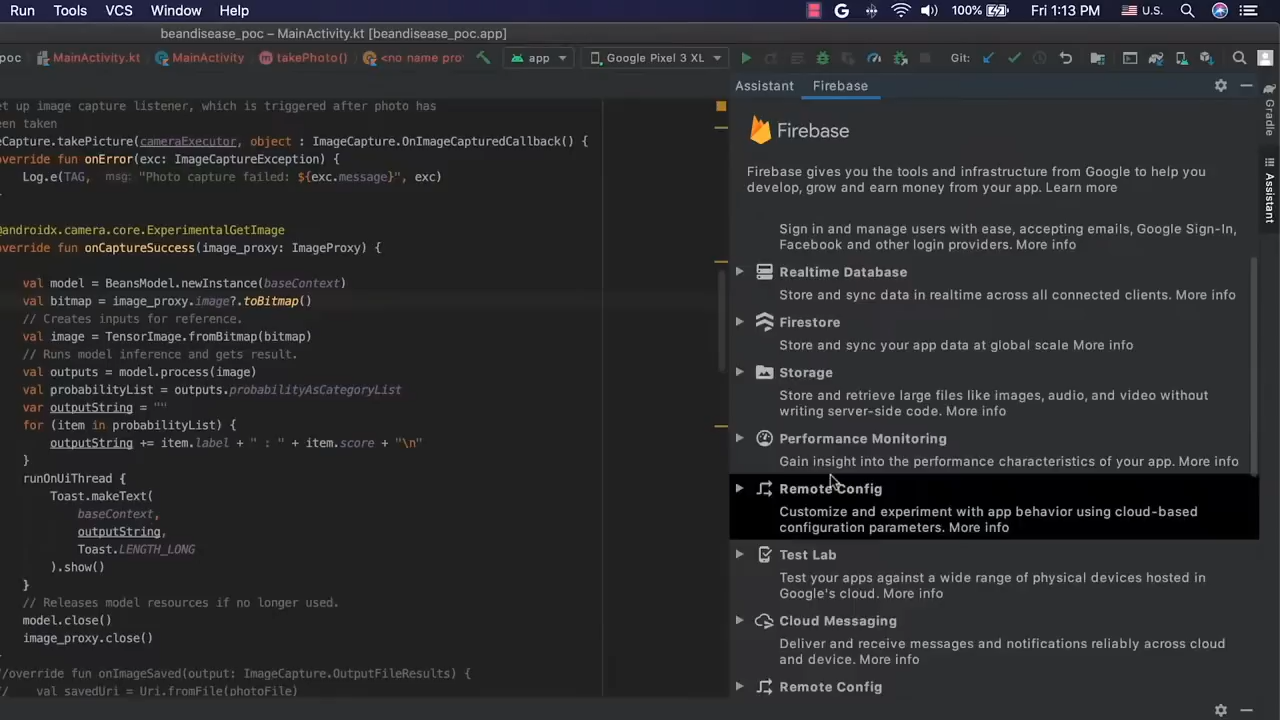 Run Tools VCS Window Help 100% Fri 1:13 PM U.S.
beandisease_poc – MainActivity.kt [beandisease_poc.app]
poc MainActivity.kt MainActivity takePhoto() <no name pro app Google Pixel 3 XL Git:
Assistant Firebase
Gradle
Assistant
et up image capture listener, which is triggered after photo has
een taken
eCapture.takePicture(cameraExecutor, object : ImageCapture.OnImageCapturedCallback() {
override fun onError(exc: ImageCaptureException) {
Log.e(TAG, msg: "Photo capture failed: ${exc.message}", exc)
}
@androidx.camera.core.ExperimentalGetImage
override fun onCaptureSuccess(image_proxy: ImageProxy) {
val model = BeansModel.newInstance(baseContext)
val bitmap = image_proxy.image?.toBitmap()
// Creates inputs for reference.
val image = TensorImage.fromBitmap(bitmap)
// Runs model inference and gets result.
val outputs = model.process(image)
val probabilityList = outputs.probabilityAsCategoryList
var outputString = ""
for (item in probabilityList) {
outputString += item.label + " : " + item.score + "\n"
}
runOnUiThread {
Toast.makeText(
baseContext,
outputString,
Toast.LENGTH_LONG
).show()
}
// Releases model resources if no longer used.
model.close()
image_proxy.close()
//override fun onImageSaved(output: ImageCapture.OutputFileResults) {
// val savedUri = Uri.fromFile(photoFile)
Firebase
Firebase gives you the tools and infrastructure from Google to help you
develop, grow and earn money from your app. Learn more
Sign in and manage users with ease, accepting emails, Google Sign-In,
Facebook and other login providers. More info
Realtime Database
Store and sync data in realtime across all connected clients. More info
Firestore
Store and sync your app data at global scale More info
Storage
Store and retrieve large files like images, audio, and video without
writing server-side code. More info
Performance Monitoring
Gain insight into the performance characteristics of your app. More info
Remote Config
Customize and experiment with app behavior using cloud-based
configuration parameters. More info
Test Lab
Test your apps against a wide range of physical devices hosted in
Google's cloud. More info
Cloud Messaging
Deliver and receive messages and notifications reliably across cloud
and device. More info
Remote Config